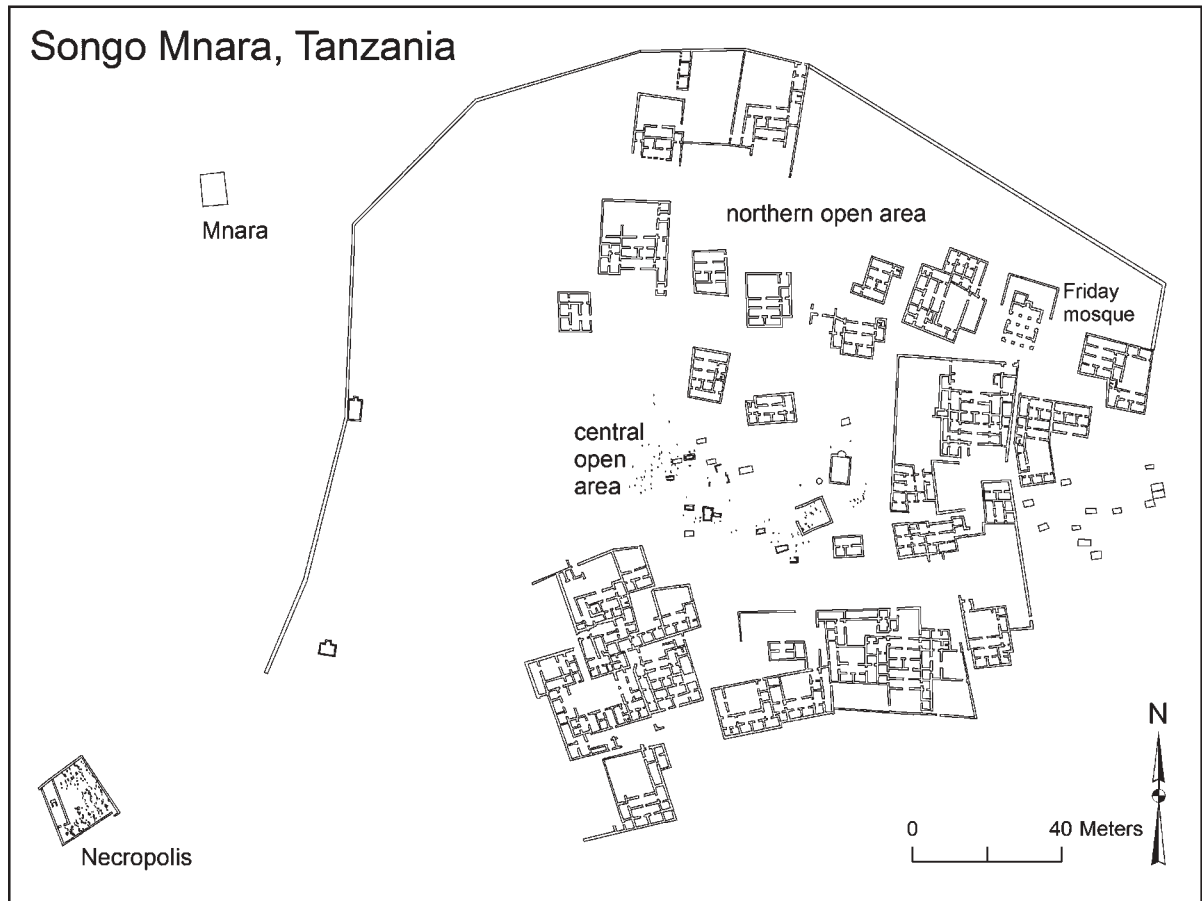 Songo Mnara, Tanzania
Mnara
northern open area
Friday
mosque
central
open
area
N
0 40 Meters
Necropolis